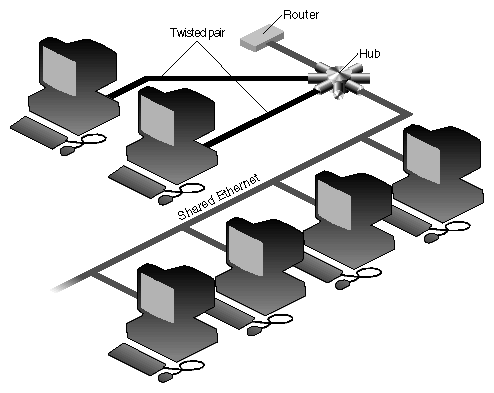 Router
Twisted pair
Hub
Shared Ethernet